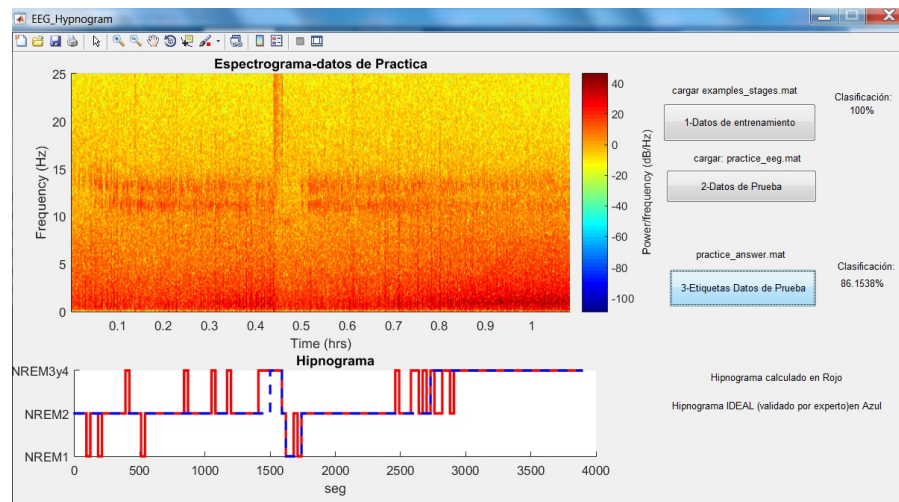 EEG_Hypnogram
Espectrograma-datos de Practica
25
20
15
10
5
0
Frequency (Hz)
0.1 0.2 0.3 0.4 0.5 0.6 0.7 0.8 0.9 1
Time (hrs)
40
20
0
-20
-40
-60
-80
-100
Power/frequency (dB/Hz)
cargar examples_stages.mat
1-Datos de entrenamiento
Clasificación:
100%
cargar: practice_eeg.mat
2-Datos de Prueba
practice_answer.mat
3-Etiquetas Datos de Prueba
Clasificación:
86.1538%
Hipnograma
NREM3y4
NREM2
NREM1
0 500 1000 1500 2000 2500 3000 3500 4000
seg
Hipnograma calculado en Rojo
Hipnograma IDEAL (validado por experto)en Azul